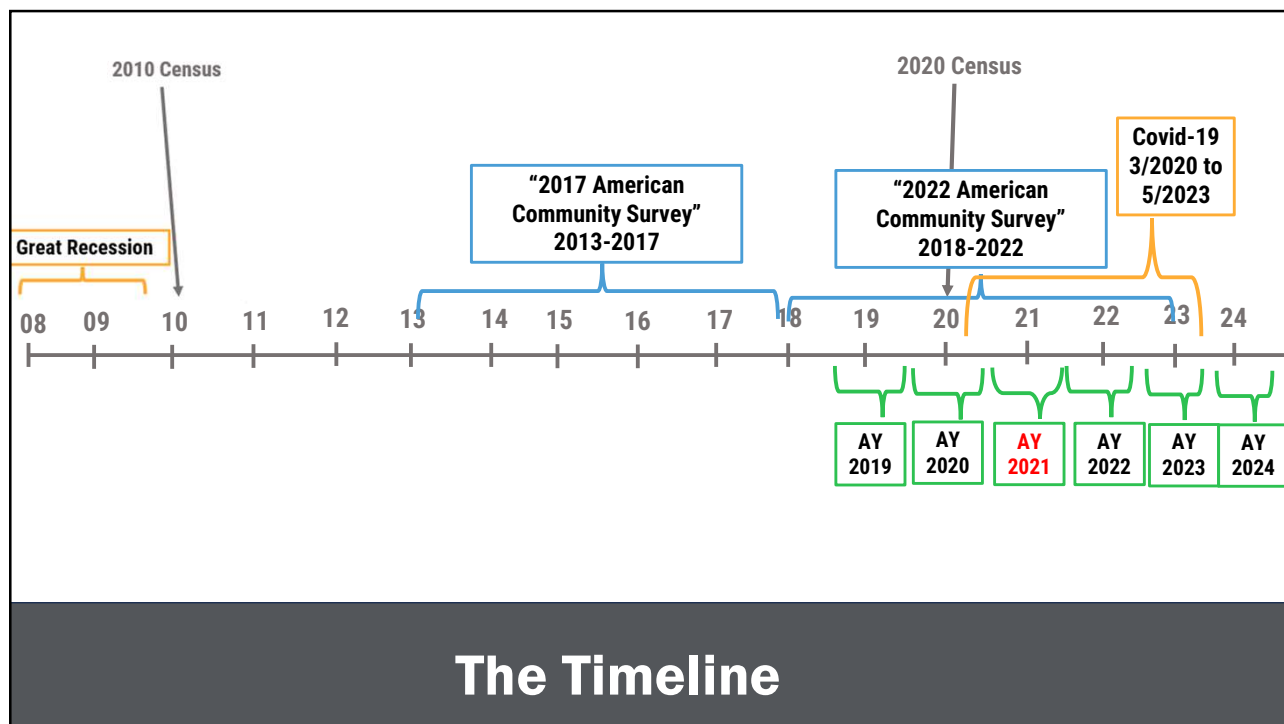 2010 Census
2020 Census
Covid-19
3/2020 to
5/2023
“2017 American
Community Survey”
2013-2017
“2022 American
Community Survey”
2018-2022
Great Recession
08 09 10 11 12 13 14 15 16 17 18 19 20 21 22 23 24
AY
2019
AY
2020
AY
2021
AY
2022
AY
2023
AY
2024
The Timeline